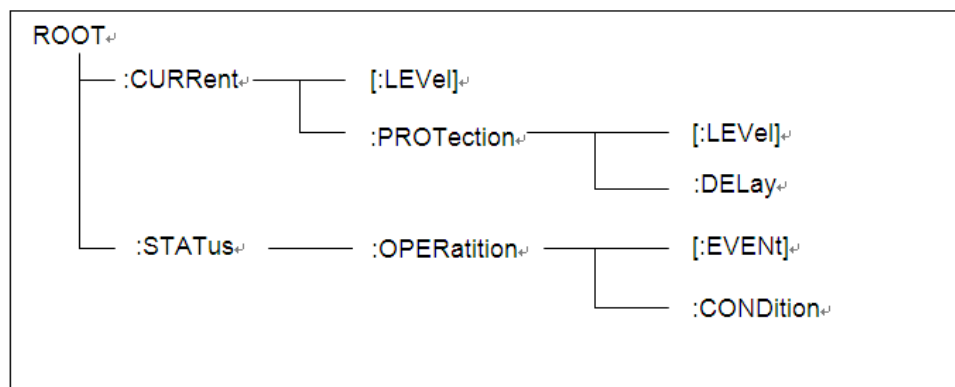 ROOT↵
:CURRent↵ [:LEVel]↵
:PROTection↵ [:LEVel]↵
:DELay↵
:STATus↵ :OPERatition↵ [:EVENt]↵
:CONDition↵